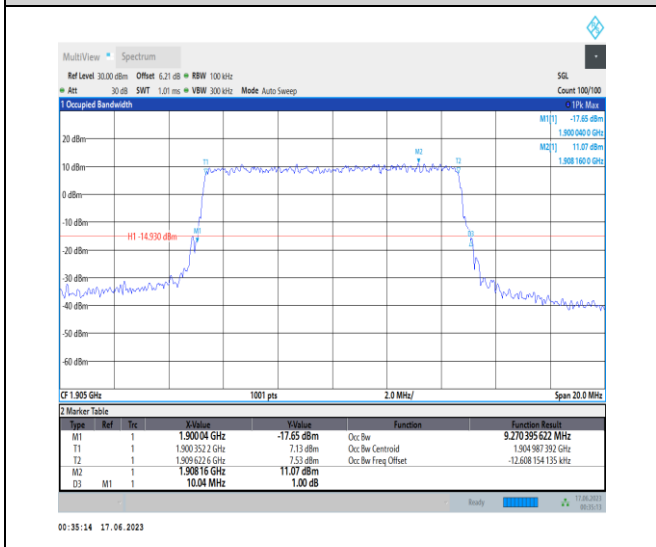 MultiView Spectrum
Ref Level 30.00 dBm Offset 6.21 dB RBW 100 kHz SGL
Att 30 dB SWT 1.01 ms VBW 300 kHz Mode Auto Sweep Count 100/100
1 Occupied Bandwidth 1Pk Max
M1[1] -17.65 dBm
1.900 040 0 GHz
M2[1] 11.07 dBm
1.908 160 0 GHz
20 dBm
M2
T1 T2
10 dBm
0 dBm
-10 dBm
M1 D3
H1 -14.930 dBm
-20 dBm
-30 dBm
-40 dBm
-50 dBm
-60 dBm
CF 1.905 GHz 1001 pts 2.0 MHz/ Span 20.0 MHz
2 Marker Table
Type Ref Trc X-Value Y-Value Function Function Result
M1 1 1.90004 GHz -17.65 dBm Occ Bw 9.270 395 622 MHz
T1 1 1.900 352 2 GHz 7.13 dBm Occ Bw Centroid 1.904 987 392 GHz
T2 1 1.909 622 6 GHz 7.53 dBm Occ Bw Freq Offset -12.608 154 135 kHz
M2 1 1.90816 GHz 11.07 dBm
D3 M1 1 10.04 MHz 1.00 dB
Ready 17.06.2023
00:35:13
00:35:14 17.06.2023